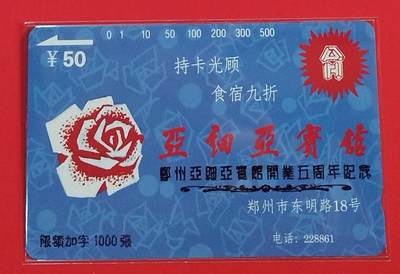 0 1 10 50 100 200 300 500
¥50
持卡光顾
食宿九折
亞細亞賓館
鄭州亞細亞賓館開業五周年紀念
郑州市东明路18号
限額加字1000張
电话：228861